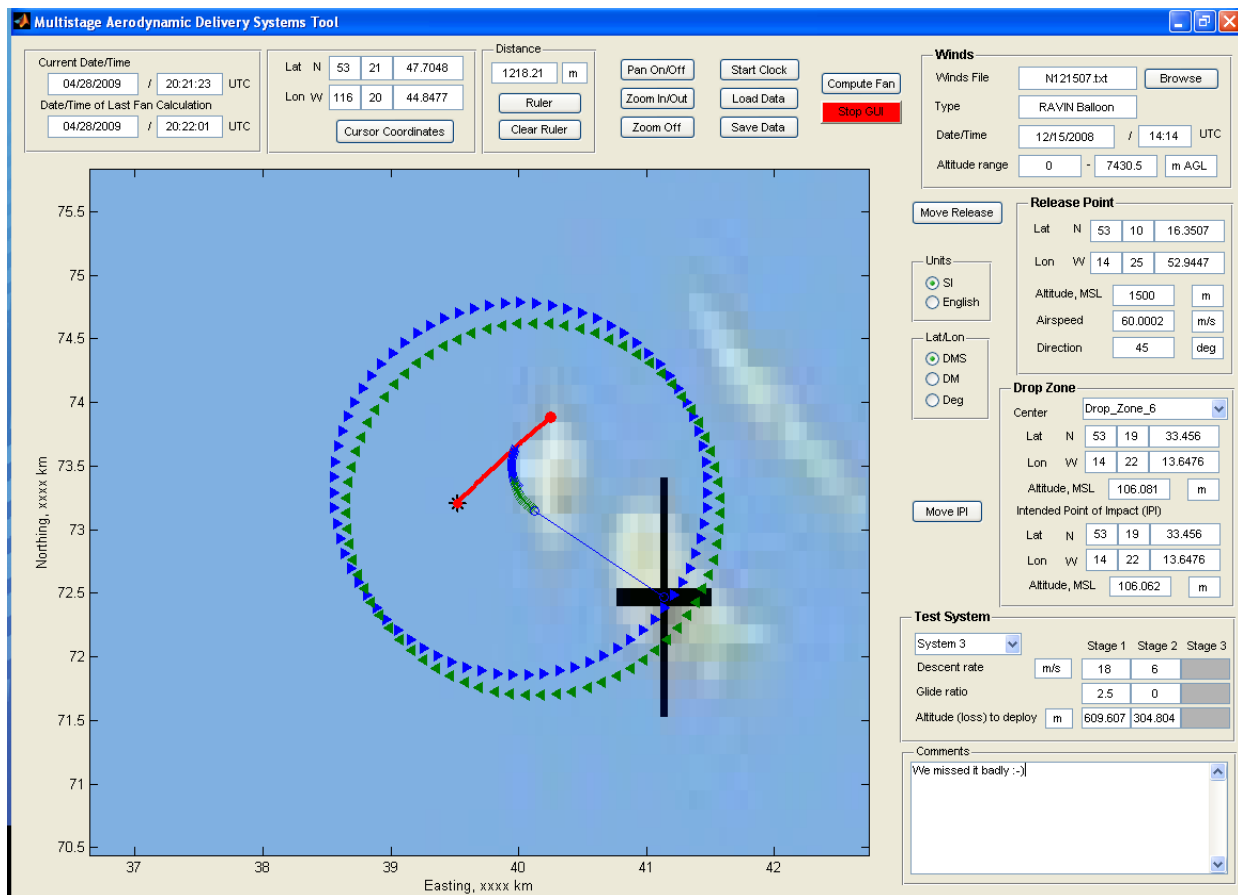 Multistage Aerodynamic Delivery Systems Tool
Current Date/Time
04/28/2009 / 20:21:23 UTC
Date/Time of Last Fan Calculation
04/28/2009 / 20:22:01 UTC
Lat N 53 21 47.7048
Lon W 116 20 44.8477
Cursor Coordinates
Distance
1218.21 m
Ruler
Clear Ruler
Pan On/Off
Zoom In/Out
Zoom Off
Start Clock
Load Data
Save Data
Compute Fan
Stop GUI
Winds
Winds File N121507.txt Browse
Type RAVIN Balloon
Date/Time 12/15/2008 / 14:14 UTC
Altitude range 0 - 7430.5 m AGL
Move Release
Release Point
Lat N 53 10 16.3507
Lon W 14 25 52.9447
Altitude, MSL 1500 m
Airspeed 60.0002 m/s
Direction 45 deg
Units
SI
English
Lat/Lon
DMS
DM
Deg
Drop Zone
Center Drop_Zone_6
Lat N 53 19 33.456
Lon W 14 22 13.6476
Altitude, MSL 106.081 m
Move IPI
Intended Point of Impact (IPI)
Lat N 53 19 33.456
Lon W 14 22 13.6476
Altitude, MSL 106.062 m
Test System
System 3 Stage 1 Stage 2 Stage 3
Descent rate m/s 18 6
Glide ratio 2.5 0
Altitude (loss) to deploy m 609.607 304.804
Comments
We missed it badly :-)
Northing, xxxx km
75.5
75
74.5
74
73.5
73
72.5
72
71.5
71
70.5
37 38 39 40 41 42
Easting, xxxx km